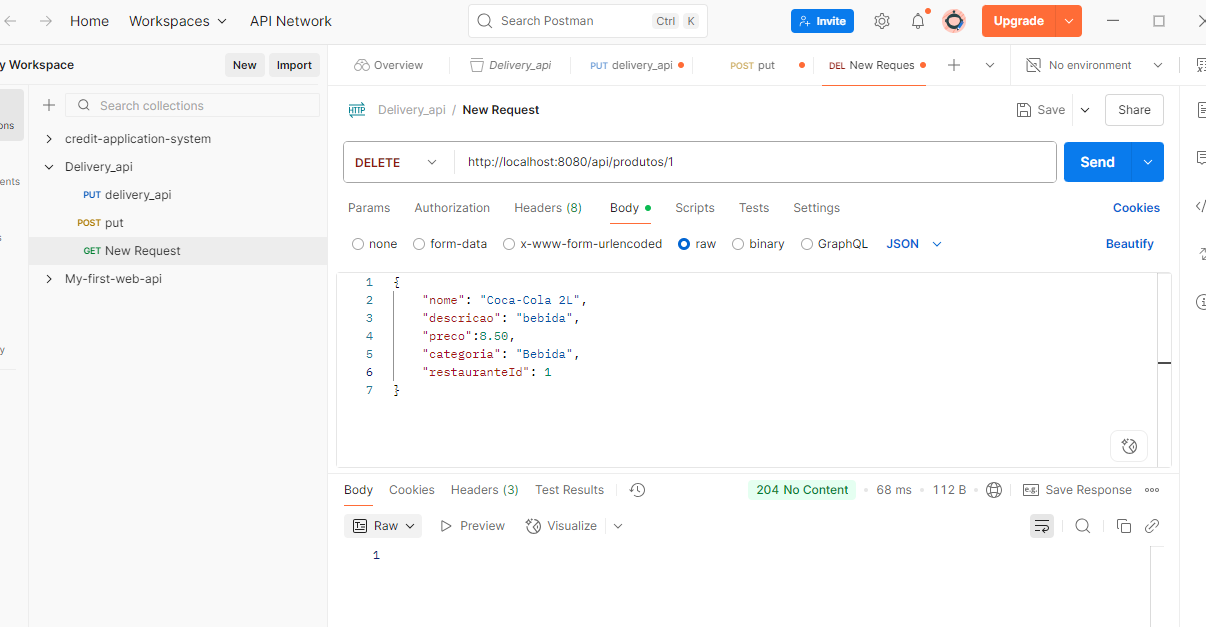 Home Workspaces API Network Search Postman Ctrl K Invite Upgrade
y Workspace New Import Overview Delivery_api PUT delivery_api POST put DEL New Reques No environment
Search collections
ons
credit-application-system
Delivery_api
ents
PUT delivery_api
POST put
s
GET New Request
My-first-web-api
y
HTTP Delivery_api / New Request Save Share
DELETE http://localhost:8080/api/produtos/1 Send
Params Authorization Headers (8) Body Scripts Tests Settings Cookies
none form-data x-www-form-urlencoded raw binary GraphQL JSON Beautify
1 {
2 "nome": "Coca-Cola 2L",
3 "descricao": "bebida",
4 "preco":8.50,
5 "categoria": "Bebida",
6 "restauranteId": 1
7 }
Body Cookies Headers (3) Test Results 204 No Content 68 ms 112 B e.g. Save Response
Raw Preview Visualize
1